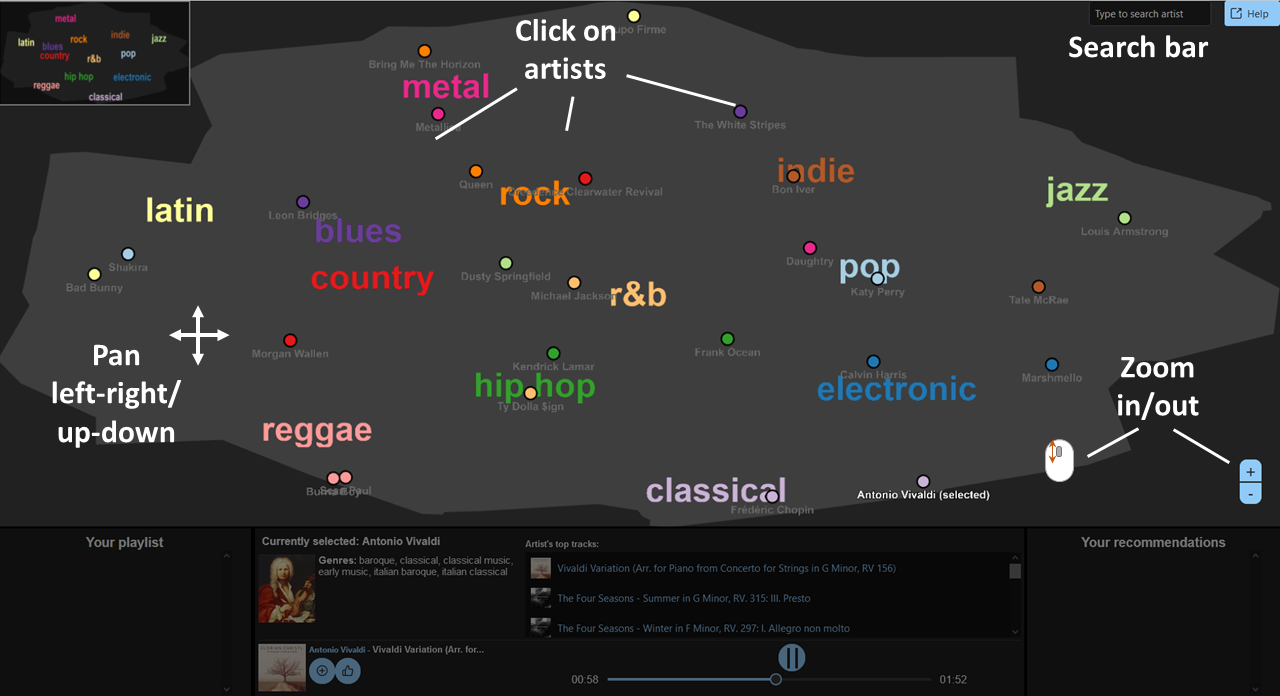 metal
latin
blues
rock
indie
jazz
country
r&b
pop
hip hop
electronic
reggae
classical
Type to search artist
Help
Search bar
Click on
artists
upo Firme
Bring Me The Horizon
metal
Metallica
The White Stripes
Queen
rock
Creedence Clearwater Revival
indie
Bon Iver
jazz
Louis Armstrong
latin
Leon Bridges
blues
Shakira
Bad Bunny
country
Dusty Springfield
Michael Jackson
r&b
Daughtry
pop
Katy Perry
Tate McRae
Pan
left-right/
up-down
Morgan Wallen
Kendrick Lamar
hip hop
Ty Dolla $ign
Frank Ocean
Calvin Harris
electronic
Marshmello
Zoom
in/out
+
-
reggae
Sean Paul
classical
Frédéric Chopin
Antonio Vivaldi (selected)
Your playlist
Currently selected: Antonio Vivaldi
Genres: baroque, classical, classical music,
early music, italian baroque, italian classical
Artist's top tracks:
Vivaldi Variation (Arr. for Piano from Concerto for Strings in G Minor, RV 156)
The Four Seasons - Summer in G Minor, RV. 315: III. Presto
The Four Seasons - Winter in F Minor, RV. 297: I. Allegro non molto
Your recommendations
Antonio Vivaldi - Vivaldi Variation (Arr. for...
00:58
01:52